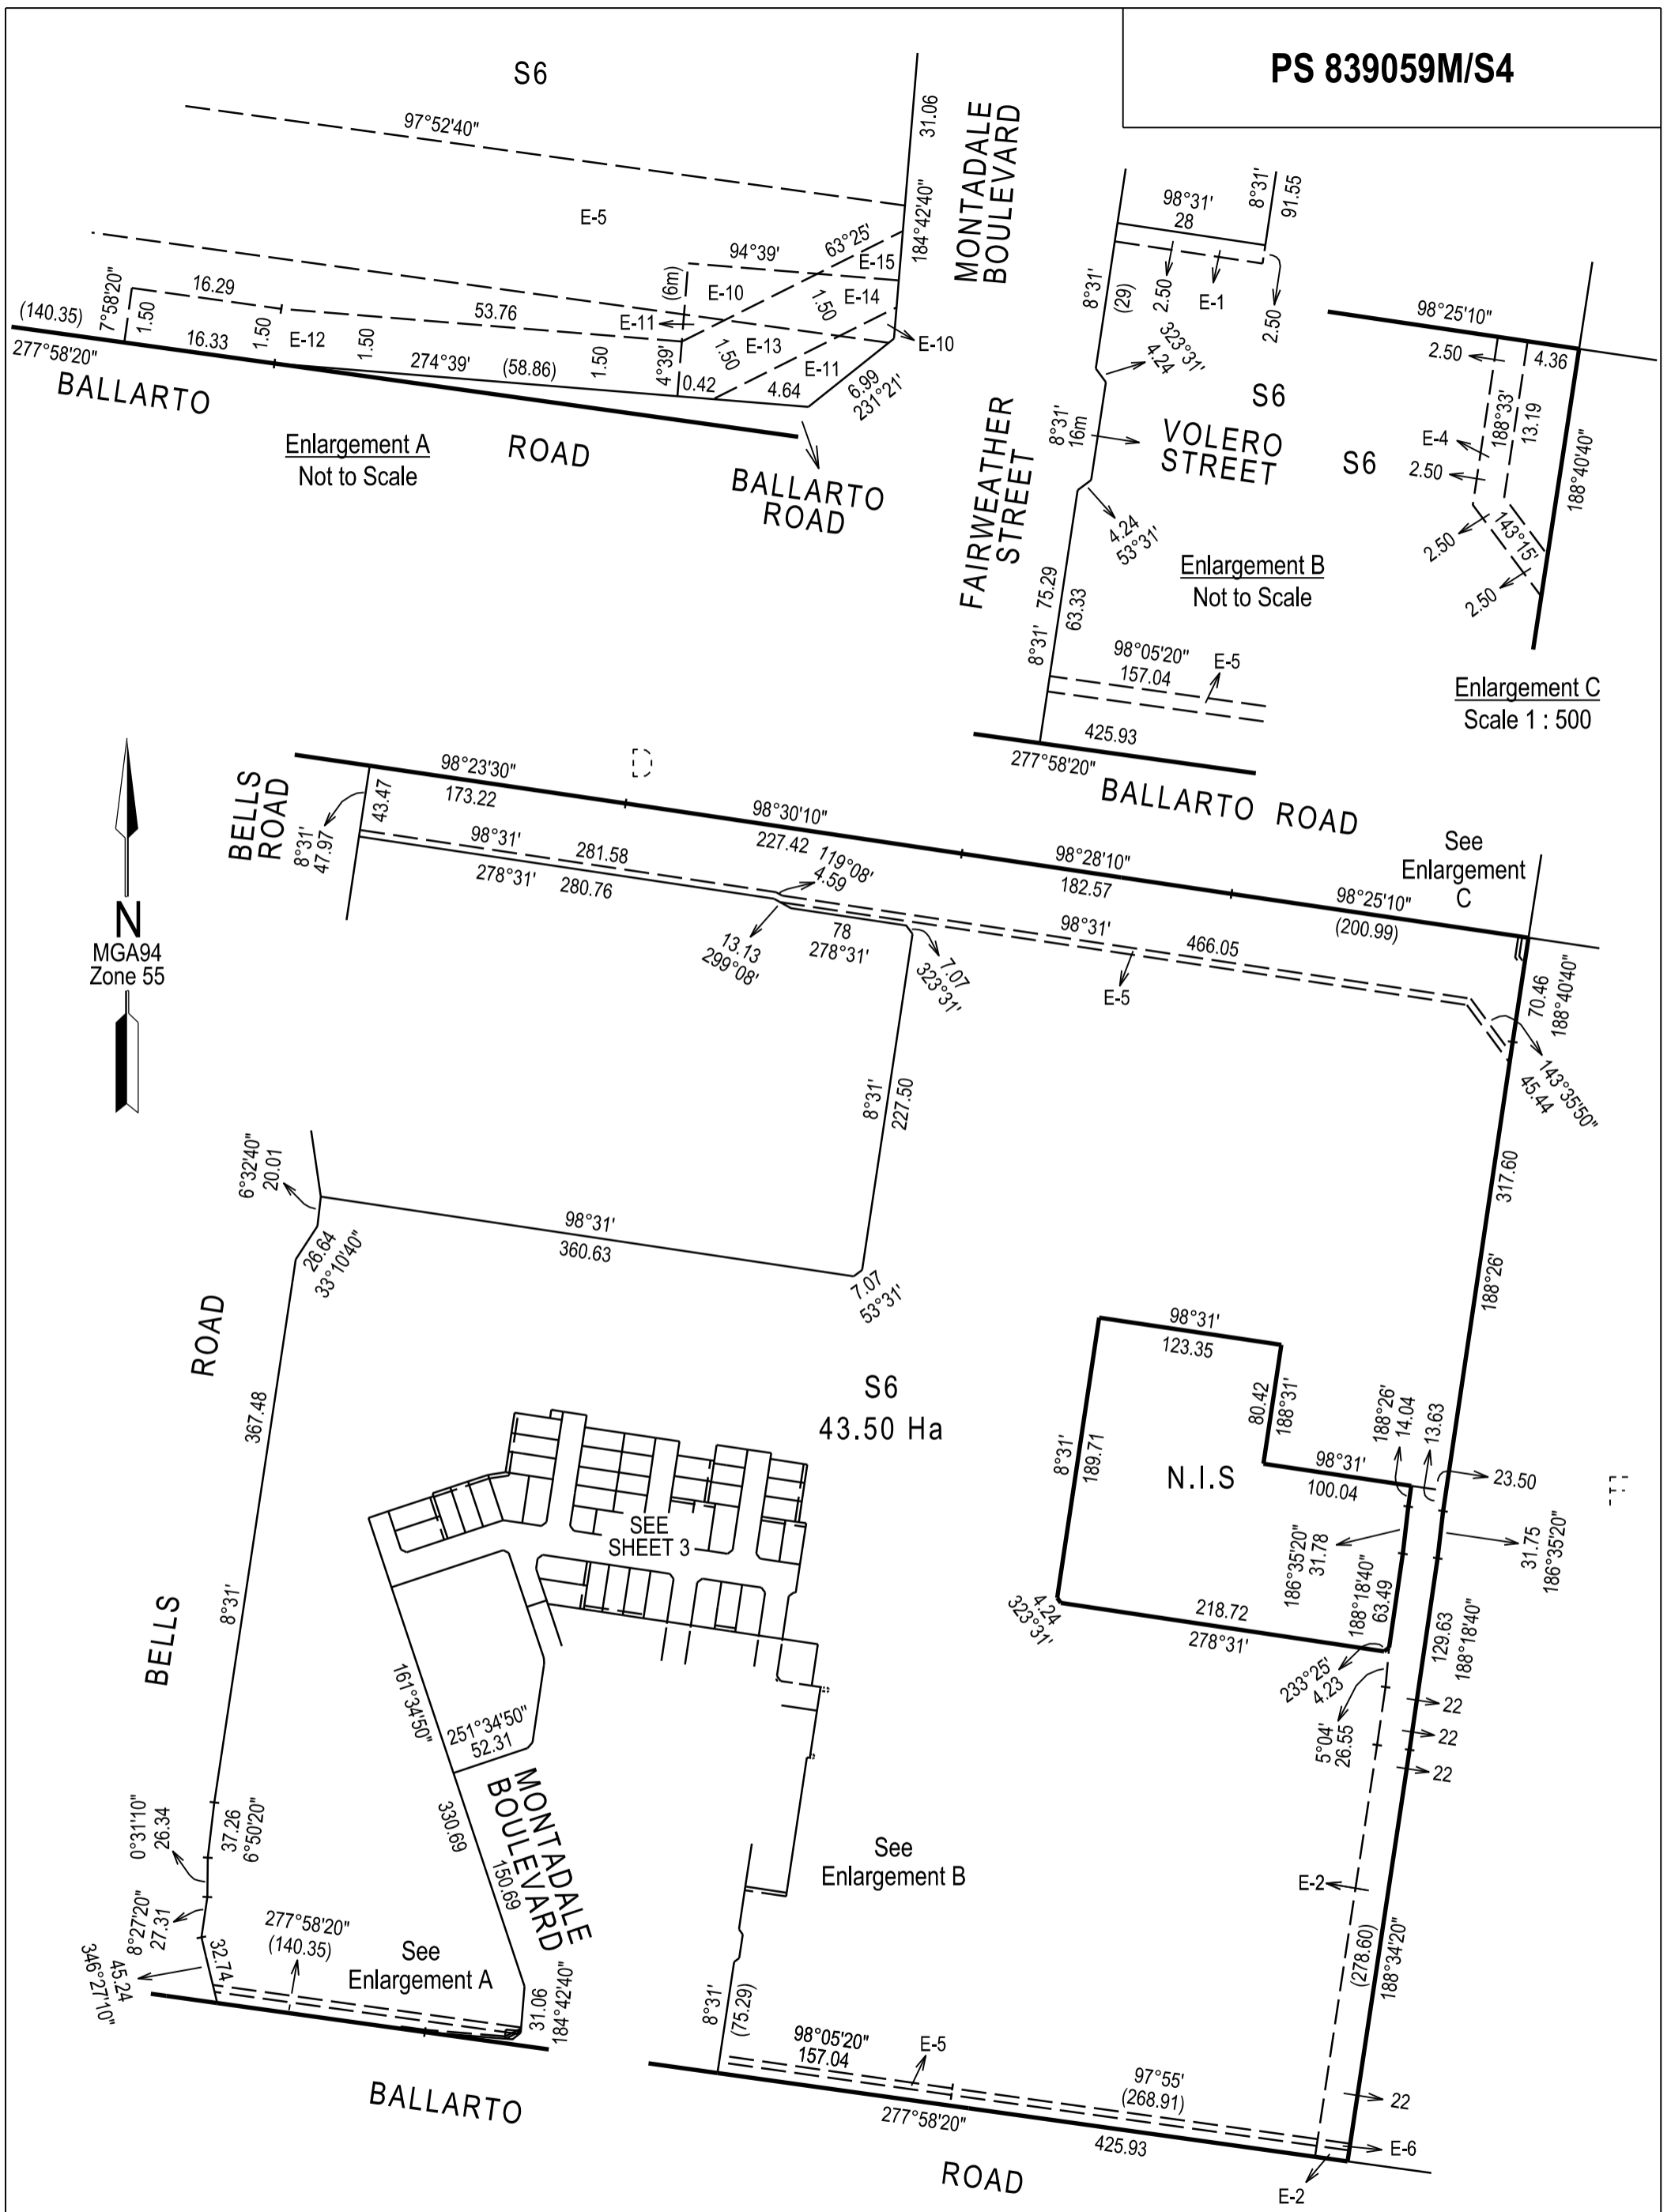 PS 839059M/S4
S6
97°52'40"
31.06
MONTADALE
BOULEVARD
184°42'40"
E-5
63°25'
94°39'
E-15
E-14
(6m)
E-10
1.50
7°58'20"
16.29
1.50
53.76
E-11
(140.35)
277°58'20"
16.33
1.50
E-12
1.50
274°39'
(58.86)
1.50
4°39'
0.42
1.50
E-13
E-11
4.64
E-10
6.99
231°21'
BALLARTO
ROAD
BALLARTO
ROAD
Enlargement A
Not to Scale
98°31'
28
8°31'
91.55
8°31'
(29)
2.50
E-1
2.50
323°31'
4.24
S6
8°31'
16m
VOLERO
STREET
FAIRWEATHER
STREET
4.24
53°31'
8°31'
75.29
63.33
Enlargement B
Not to Scale
98°05'20"
157.04
E-5
425.93
277°58'20"
BALLARTO ROAD
98°25'10"
2.50
4.36
188°33'
13.19
E-4
S6
2.50
188°40'40"
2.50
143°15'
2.50
Enlargement C
Scale 1 : 500
N
MGA94
Zone 55
BELLS
ROAD
8°31'
47.97
43.47
98°23'30"
173.22
98°30'10"
227.42
98°28'10"
182.57
98°25'10"
(200.99)
See
Enlargement
C
98°31'
281.58
278°31'
280.76
119°08'
4.59
13.13
299°08'
78
278°31'
7.07
323°31'
98°31'
466.05
E-5
70.46
188°40'40"
143°35'50"
45.44
8°31'
227.50
317.60
188°26'
6°32'40"
20.01
26.64
33°10'40"
98°31'
360.63
7.07
53°31'
ROAD
367.48
8°31'
BELLS
S6
43.50 Ha
98°31'
123.35
80.42
188°31'
8°31'
189.71
N.I.S
98°31'
100.04
188°26'
14.04
13.63
23.50
31.75
186°35'20"
186°35'20"
31.78
188°18'40"
63.49
4.24
323°31'
218.72
278°31'
129.63
188°18'40"
233°25'
4.23
5°04'
26.55
22
22
22
SEE
SHEET 3
161°34'50"
251°34'50"
52.31
330.69
150.69
MONTADALE
BOULEVARD
0°31'10"
26.34
37.26
6°50'20"
8°27'20"
27.31
32.74
45.24
346°27'10"
277°58'20"
(140.35)
See
Enlargement A
31.06
184°42'40"
See
Enlargement B
8°31'
(75.29)
E-2
(278.60)
188°34'20"
98°05'20"
157.04
E-5
97°55'
(268.91)
22
277°58'20"
425.93
E-6
E-2
BALLARTO
ROAD